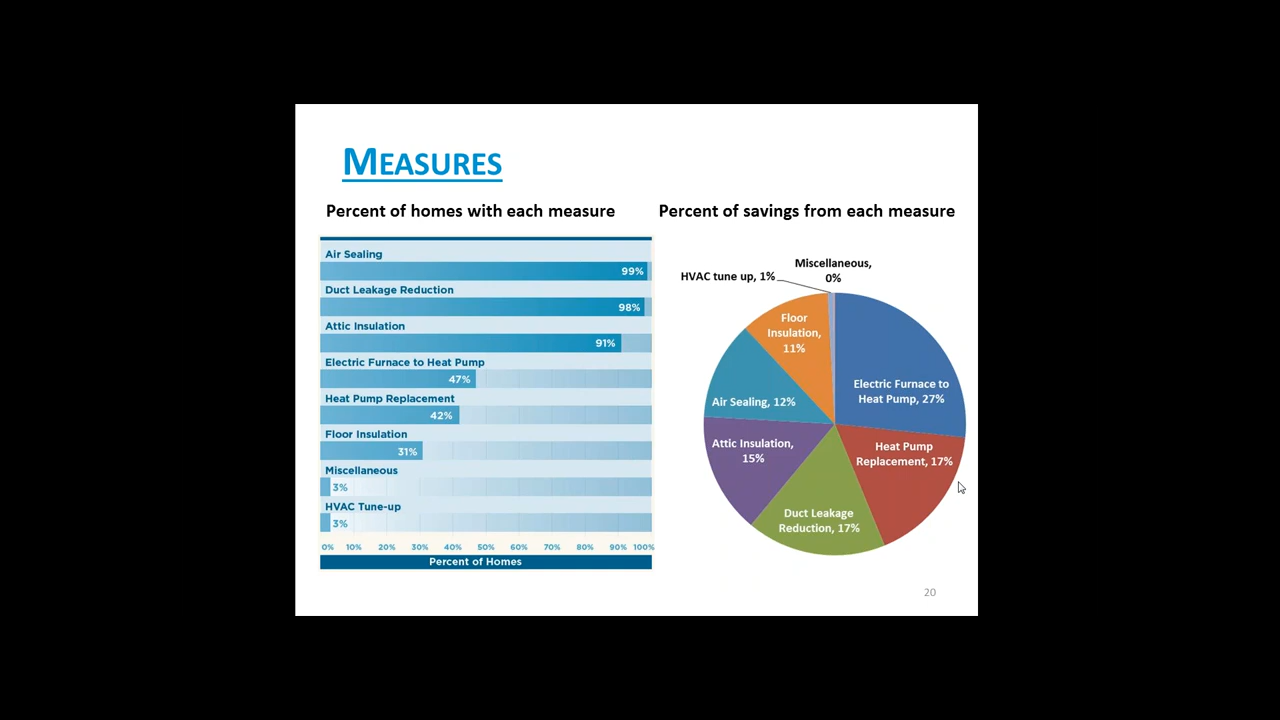 MEASURES
Percent of homes with each measure
Percent of savings from each measure
Air Sealing
99%
Duct Leakage Reduction
98%
Attic Insulation
91%
Electric Furnace to Heat Pump
47%
Heat Pump Replacement
42%
Floor Insulation
31%
Miscellaneous
3%
HVAC Tune-up
3%
0% 10% 20% 30% 40% 50% 60% 70% 80% 90% 100%
Percent of Homes
Miscellaneous,
0%
HVAC tune up, 1%
Floor
Insulation,
11%
Electric Furnace to
Heat Pump, 27%
Air Sealing, 12%
Attic Insulation,
15%
Heat Pump
Replacement, 17%
Duct Leakage
Reduction, 17%
20